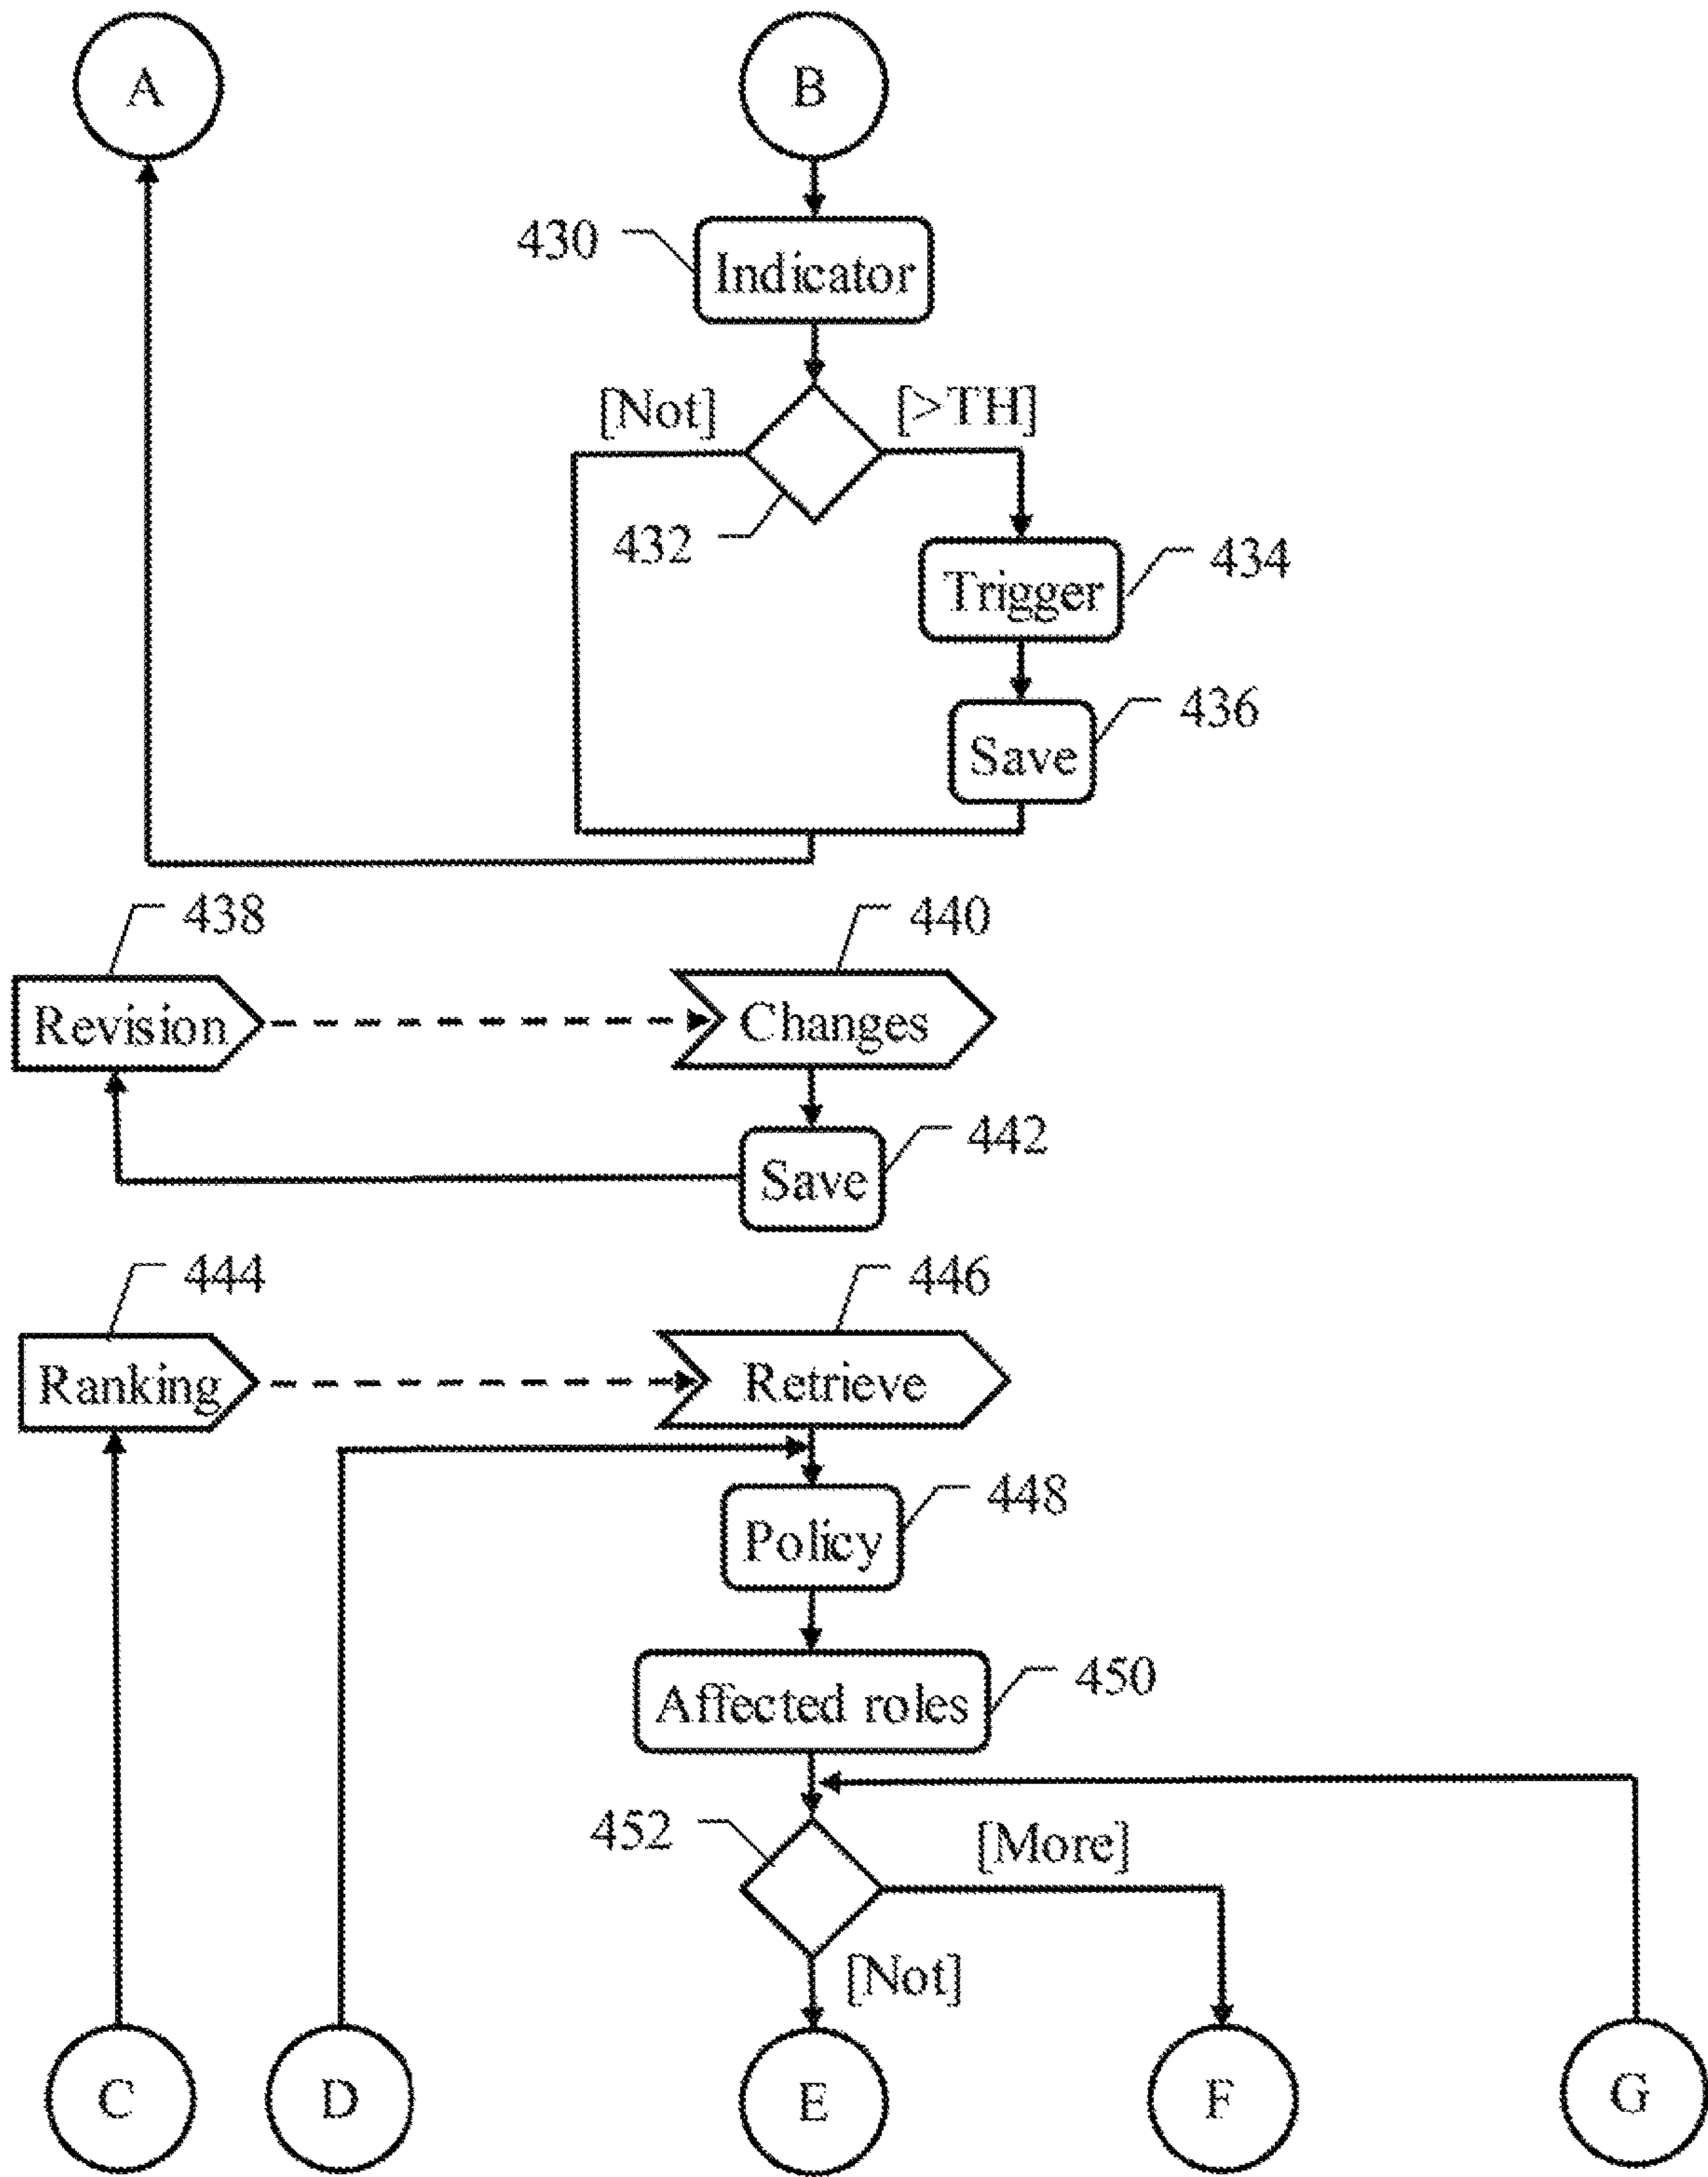 A
B
430
Indicator
[Not]
[>TH]
432
434
Trigger
436
Save
438
440
Revision
Changes
442
Save
444
446
Ranking
Retrieve
448
Policy
450
Affected roles
452
[More]
[Not]
C
D
E
F
G